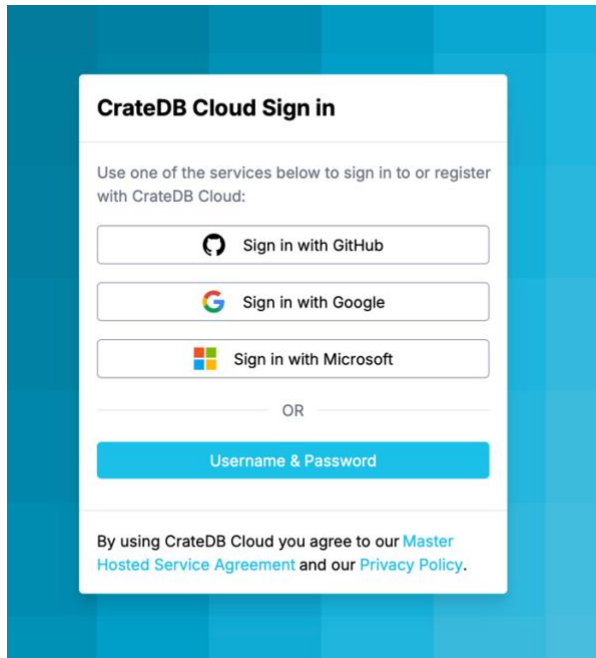 CrateDB Cloud Sign in
Use one of the services below to sign in to or register
with CrateDB Cloud:
Sign in with GitHub
Sign in with Google
Sign in with Microsoft
OR
Username & Password
By using CrateDB Cloud you agree to our Master
Hosted Service Agreement and our Privacy Policy.